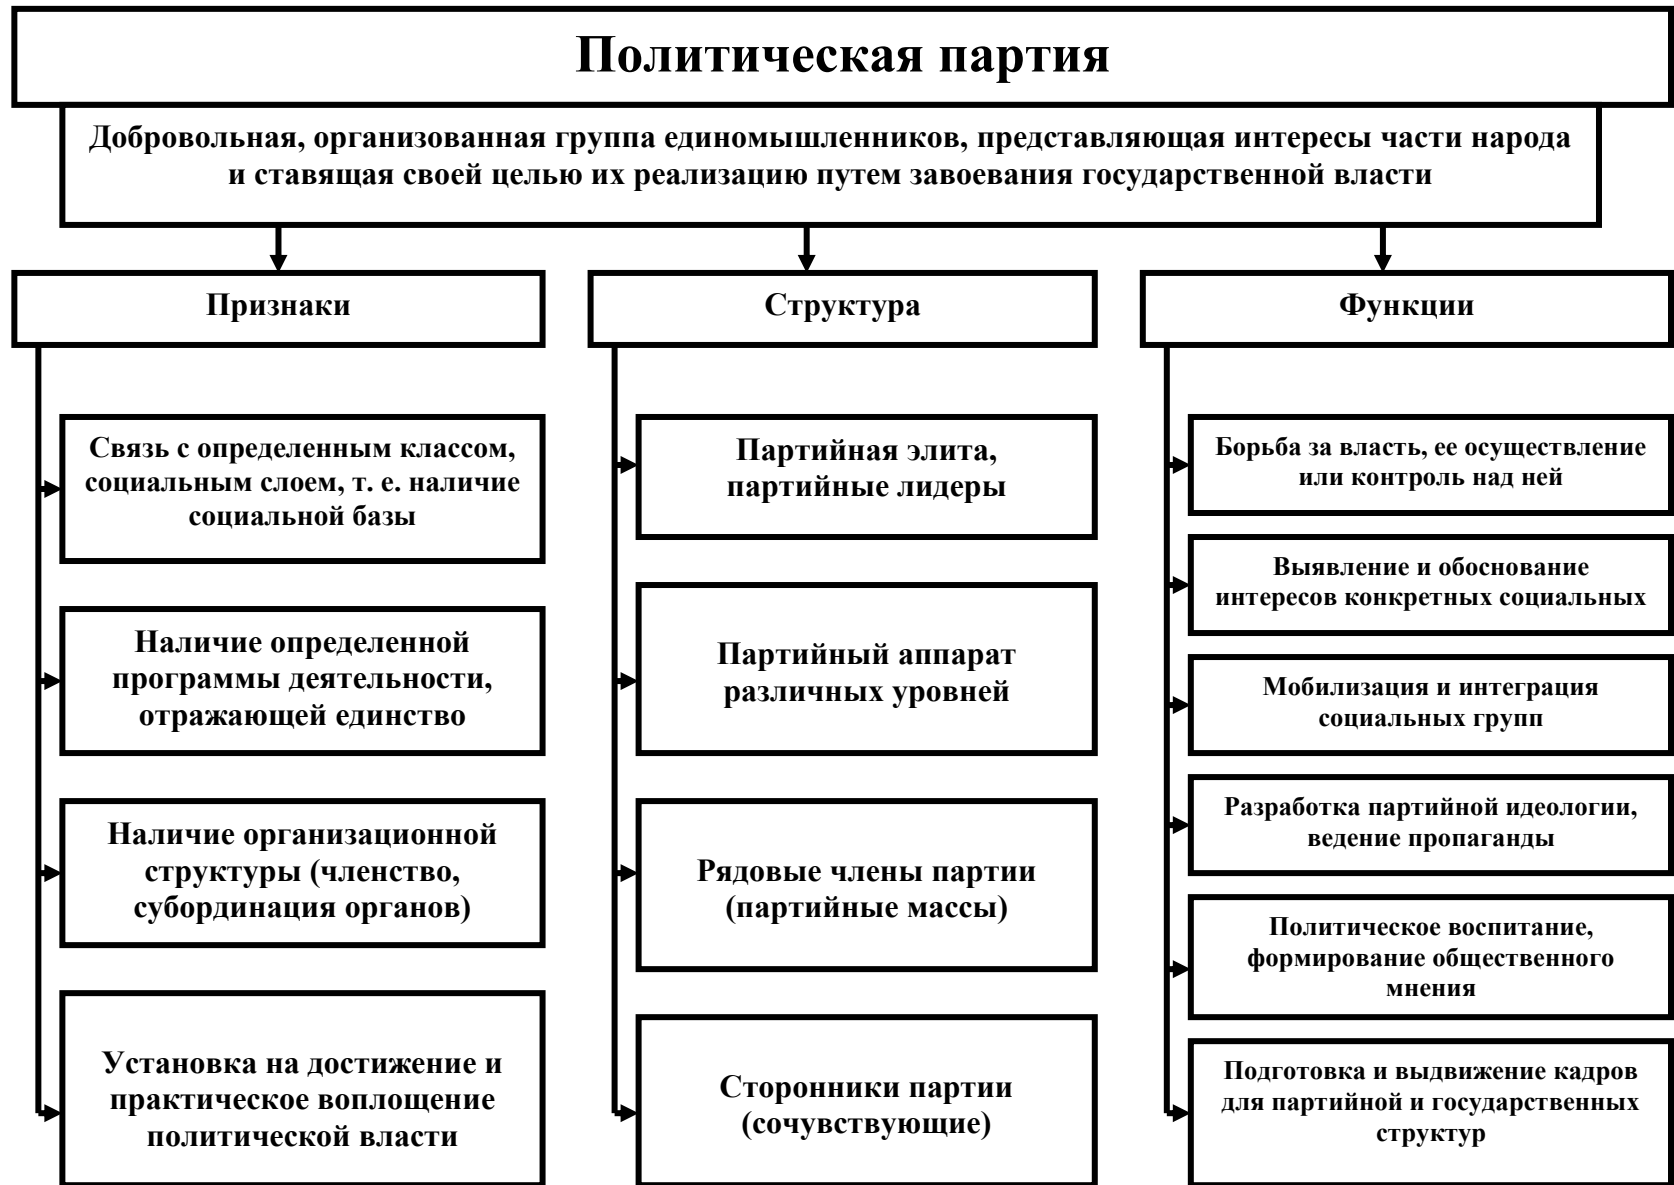 Политическая партия
Добровольная, организованная группа единомышленников, представляющая интересы части народа
и ставящая своей целью их реализацию путем завоевания государственной власти
Признаки
Связь с определенным классом,
социальным слоем, т. е. наличие
социальной базы
Наличие определенной
программы деятельности,
отражающей единство
Наличие организационной
структуры (членство,
субординация органов)
Установка на достижение и
практическое воплощение
политической власти
Структура
Партийная элита,
партийные лидеры
Партийный аппарат
различных уровней
Рядовые члены партии
(партийные массы)
Сторонники партии
(сочувствующие)
Функции
Борьба за власть, ее осуществление
или контроль над ней
Выявление и обоснование
интересов конкретных социальных
Мобилизация и интеграция
социальных групп
Разработка партийной идеологии,
ведение пропаганды
Политическое воспитание,
формирование общественного
мнения
Подготовка и выдвижение кадров
для партийной и государственных
структур